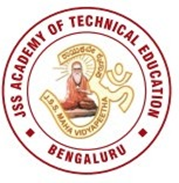 JSS ACADEMY OF TECHNICAL EDUCATION
J.S.S. MAHA VIDYAPEETHA
BENGALURU